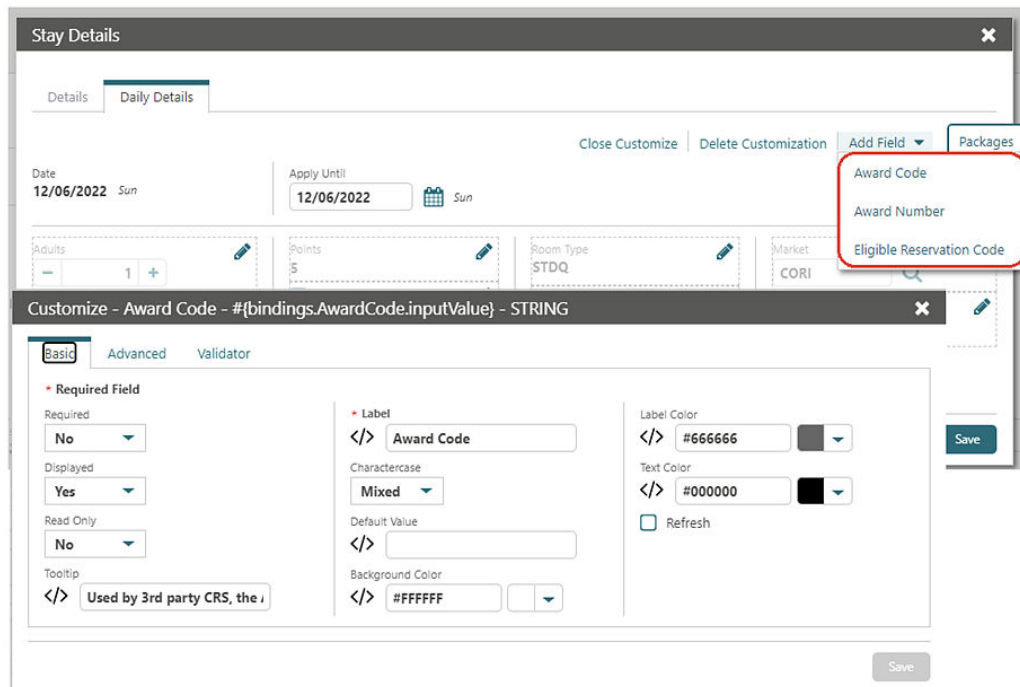 Stay Details
Details Daily Details
Close Customize Delete Customization Add Field Packages
Date
12/06/2022 Sun
Apply Until
12/06/2022 Sun
Award Code
Award Number
Eligible Reservation Code
Adults
− 1 +
Points
5
Room Type
STDQ
Market
CORI
Customize - Award Code - #{bindings.AwardCode.inputValue} - STRING
Basic Advanced Validator
* Required Field
Required
No
Displayed
Yes
Read Only
No
Tooltip
</> Used by 3rd party CRS, the
* Label
</> Award Code
Charactercase
Mixed
Default Value
</>
Background Color
</> #FFFFFF
Label Color
</> #666666
Text Color
</> #000000
Refresh
Save
Save